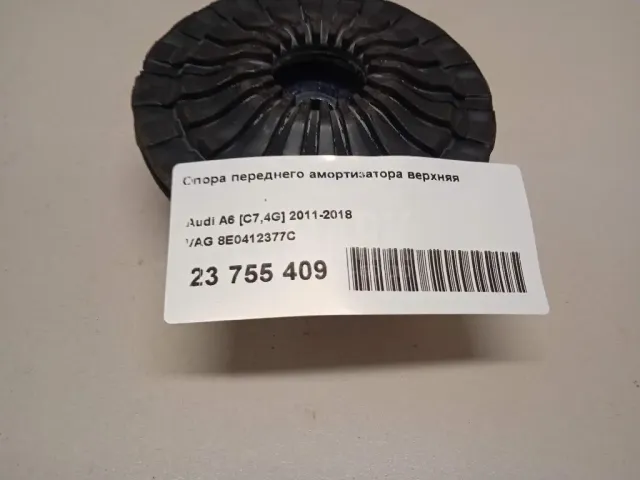 Опора переднего амортизатора верхняя
Audi A6 [C7,4G] 2011-2018
VAG 8E0412377C
23 755 409